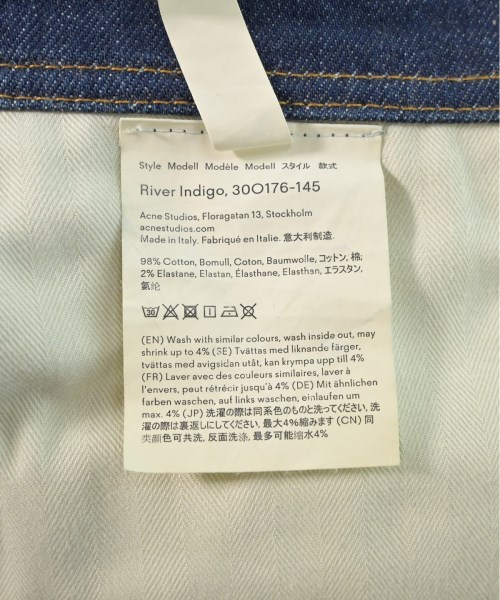 Style Modell Modèle Modell スタイル 款式
River Indigo, 30O176-145
Acne Studios, Floragatan 13, Stockholm
acnestudios.com
Made in Italy. Fabriqué en Italie. 意大利制造.
98% Cotton, Bomull, Coton, Baumwolle, コットン, 棉;
2% Elastane, Elastan, Élasthane, Elasthan, エラスタン,
氨纶
30
(EN) Wash with similar colours, wash inside out, may
shrink up to 4% (SE) Tvättas med liknande färger,
tvättas med avigsidan utåt, kan krympa upp till 4%
(FR) Laver avec des couleurs similaires, laver à
l'envers, peut rétrécir jusqu'à 4% (DE) Mit ähnlichen
farben waschen, auf links waschen, einlaufen um
max. 4% (JP) 洗濯の際は同系色のものと洗ってください, 洗
濯の際は裏返しにしてください, 最大4%縮みます (CN) 同
类颜色可共洗, 反面洗涤, 最多可能缩水4%